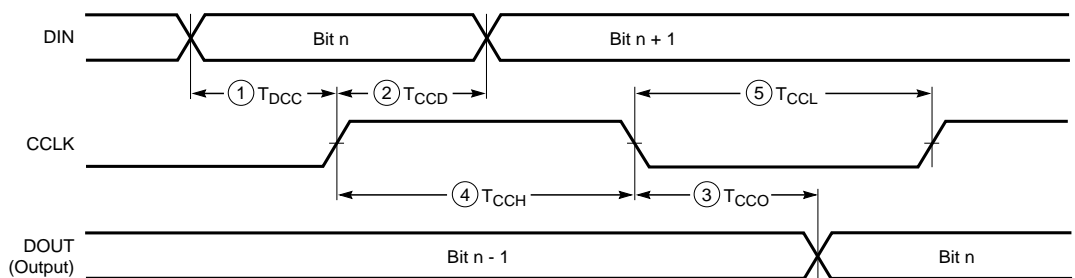 DIN
Bit n
Bit n + 1
1 TDCC
2 TCCD
5 TCCL
CCLK
4 TCCH
3 TCCO
DOUT
(Output)
Bit n - 1
Bit n